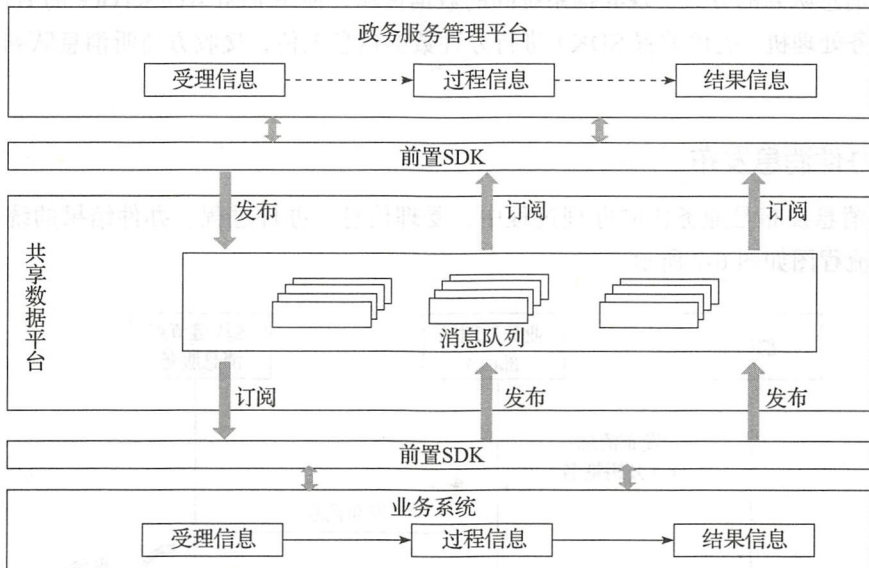 政务服务管理平台
受理信息
过程信息
结果信息
前置SDK
发布
订阅
订阅
共享数据平台
消息队列
订阅
发布
发布
前置SDK
业务系统
受理信息
过程信息
结果信息